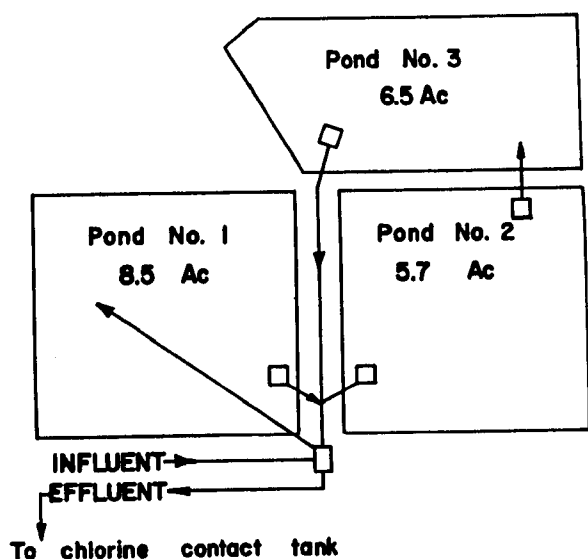 Pond No. 3
6.5 Ac
Pond No. 1
8.5 Ac
Pond No. 2
5.7 Ac
INFLUENT
EFFLUENT
To chlorine contact tank